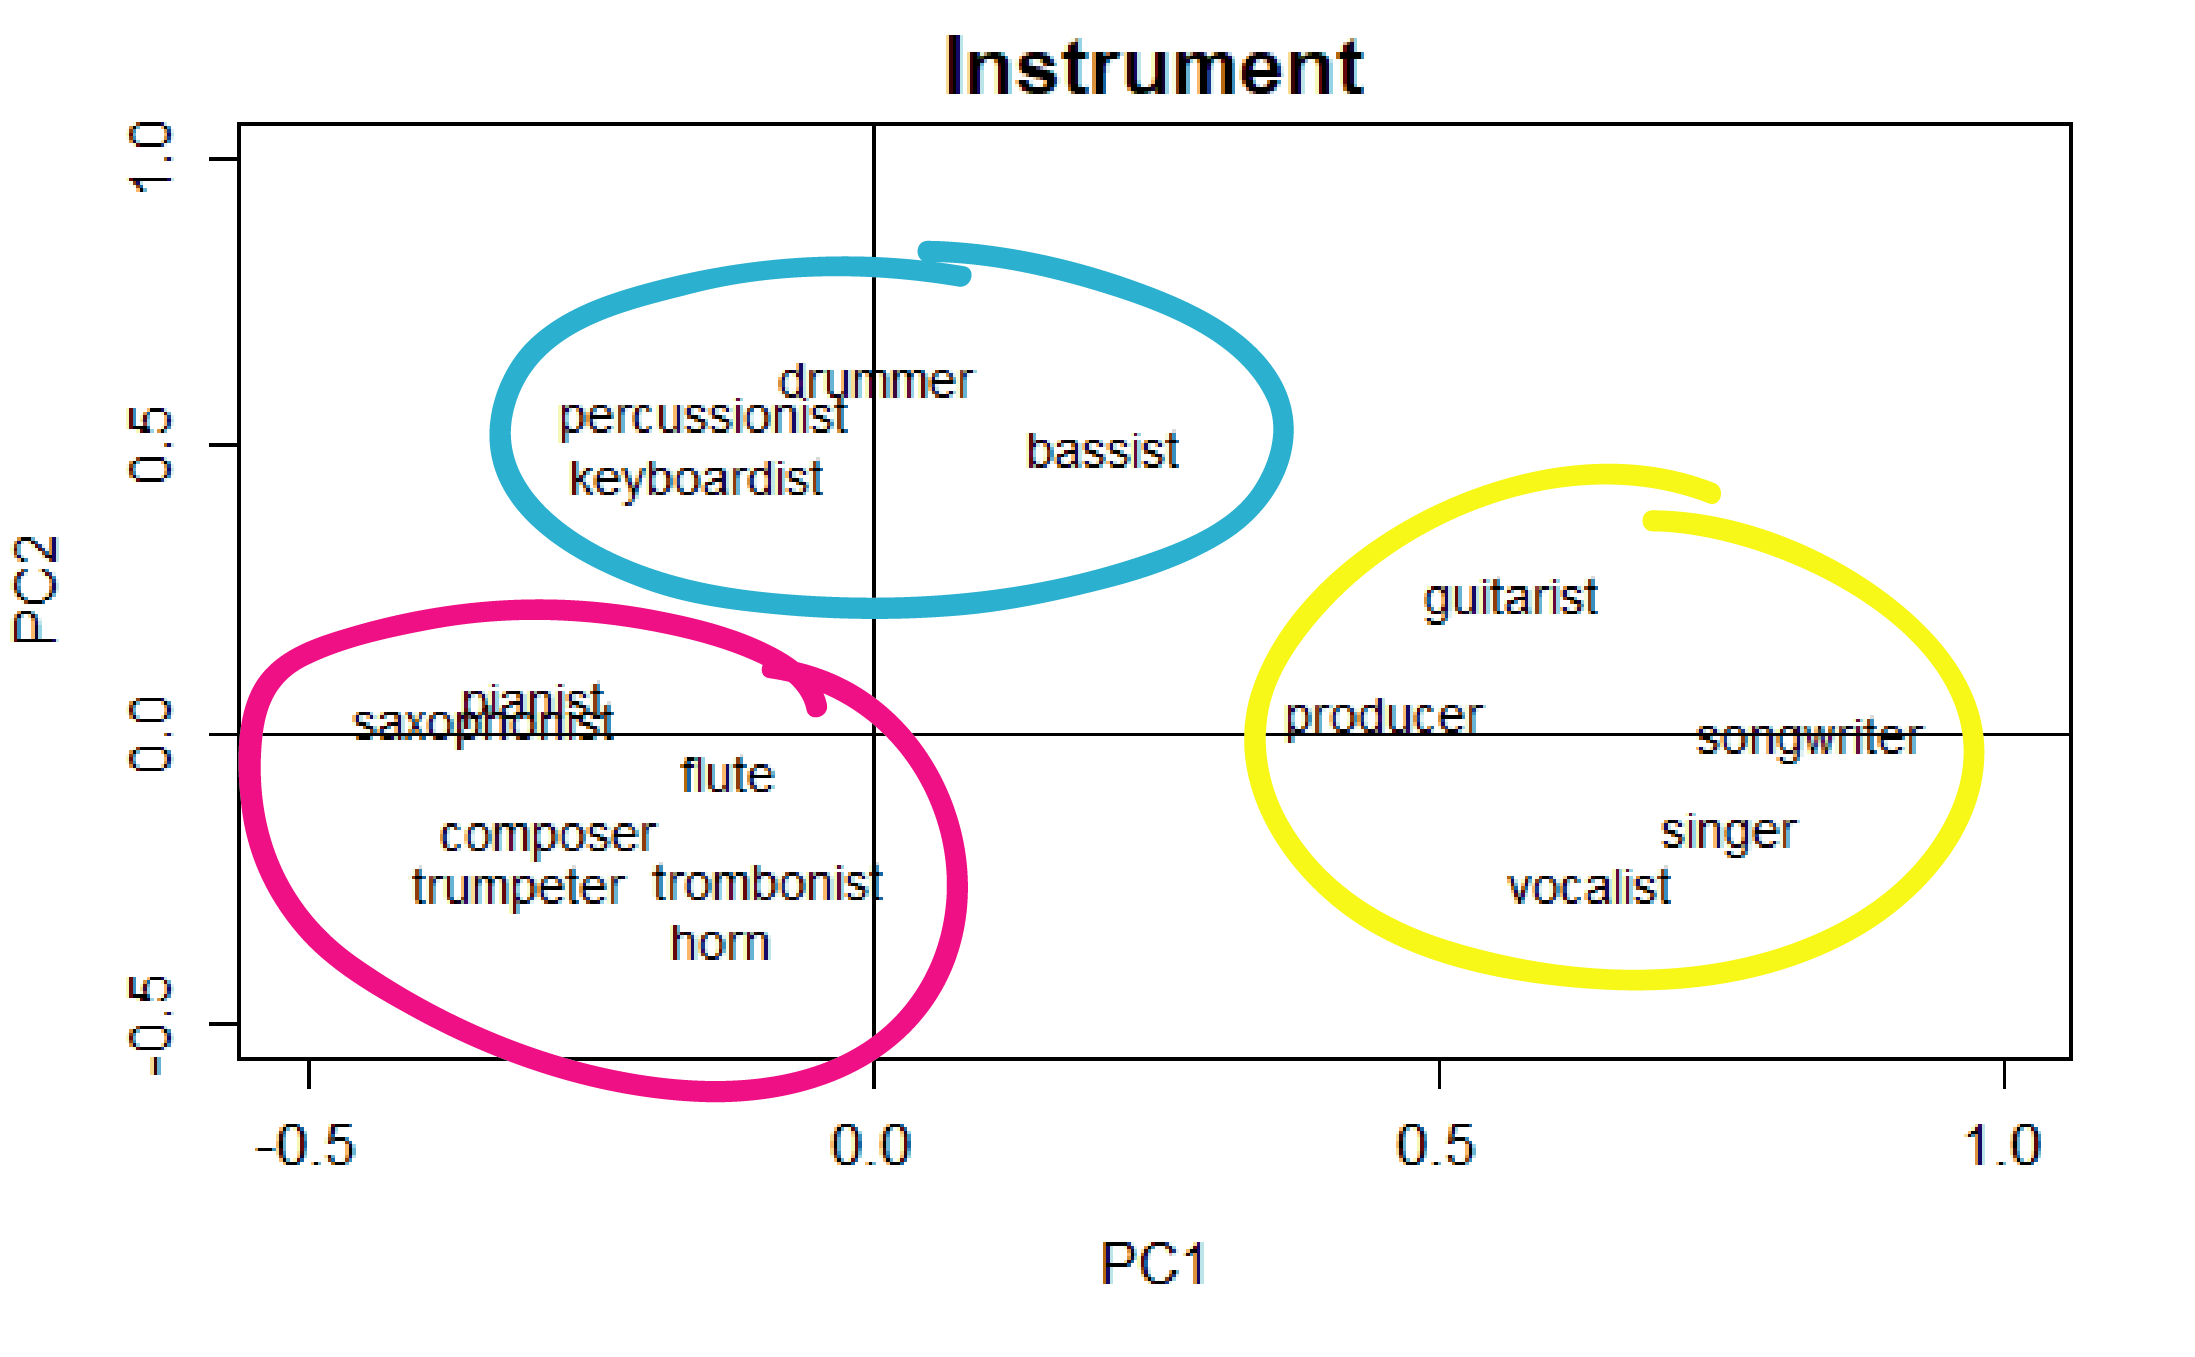 Instrument
1.0
0.5
0.0
-0.5
PC2
drummer
percussionist
bassist
keyboardist
guitarist
pianist
saxophonist
producer
songwriter
flute
composer
singer
trumpeter
trombonist
vocalist
horn
-0.5
0.0
0.5
1.0
PC1